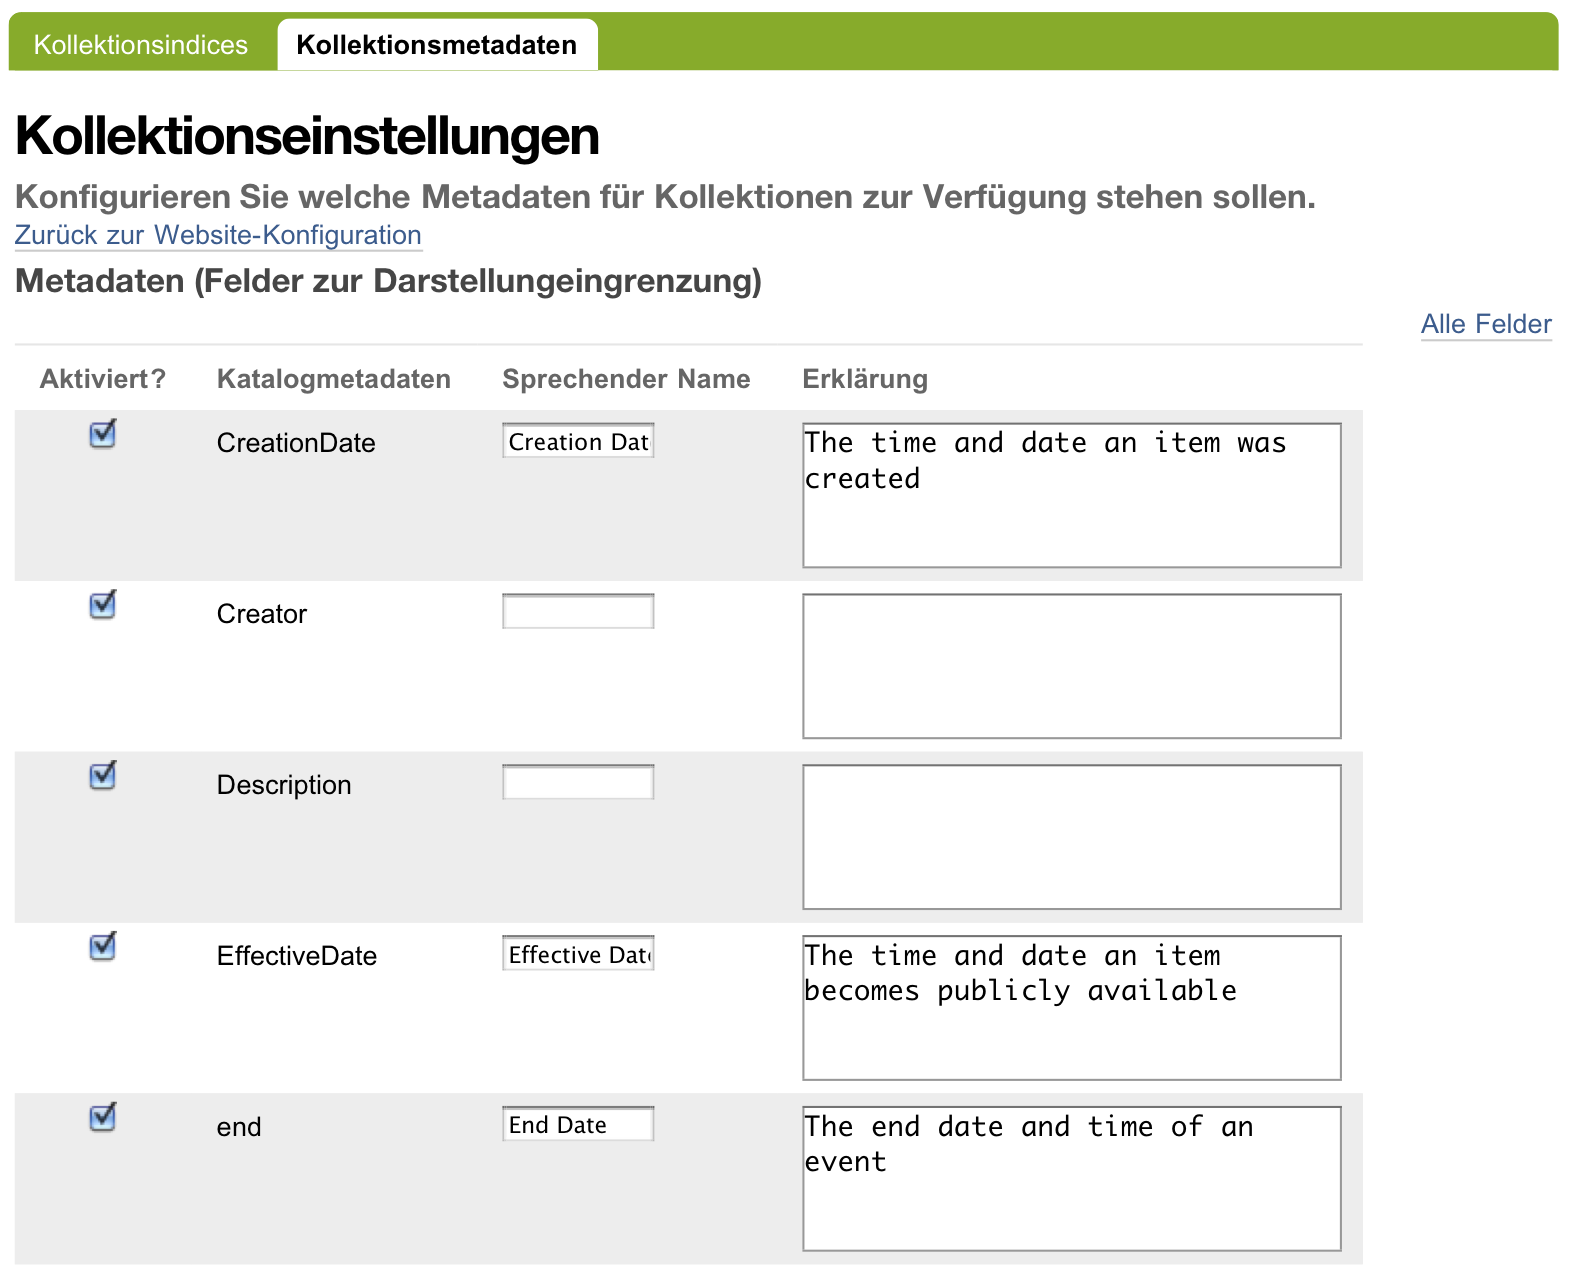 Kollektionsindices Kollektionsmetadaten
Kollektionseinstellungen
Konfigurieren Sie welche Metadaten für Kollektionen zur Verfügung stehen sollen.
Zurück zur Website-Konfiguration
Metadaten (Felder zur Darstellungeingrenzung)
Alle Felder
Aktiviert? Katalogmetadaten Sprechender Name Erklärung
CreationDate Creation Dat The time and date an item was
created
Creator
Description
EffectiveDate Effective Dat The time and date an item
becomes publicly available
end End Date The end date and time of an
event